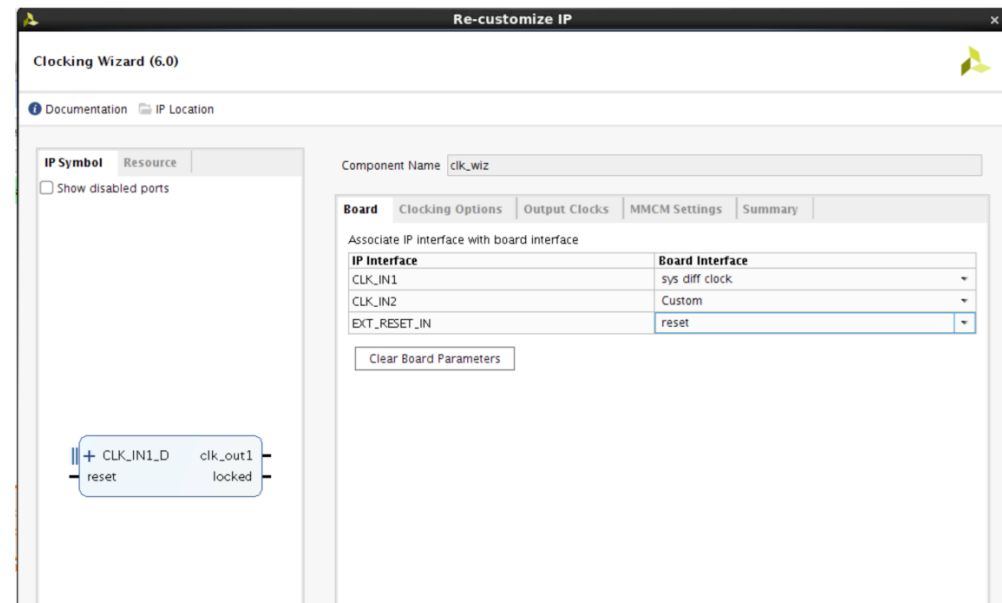 Re-customize IP
Clocking Wizard (6.0)
Documentation IP Location
IP Symbol Resource
Show disabled ports
Component Name clk_wiz
Board Clocking Options Output Clocks MMCM Settings Summary
Associate IP interface with board interface
IP Interface Board Interface
CLK_IN1 sys diff clock
CLK_IN2 Custom
EXT_RESET_IN reset
Clear Board Parameters
CLK_IN1_D clk_out1
reset locked